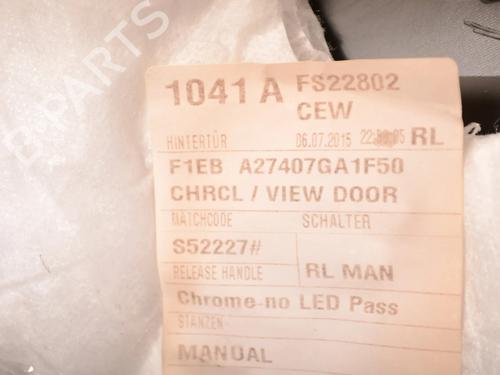 B PARTS
1041 A FS22802
CEW
HINTERTÜR 06.07.2015 RL
F1EB A27407GA1F50
CHRCL / VIEW DOOR
MATCHCODE SCHALTER
S52227#
RELEASE HANDLE RL MAN
Chrome-no LED Pass
STANZEN
MANUAL